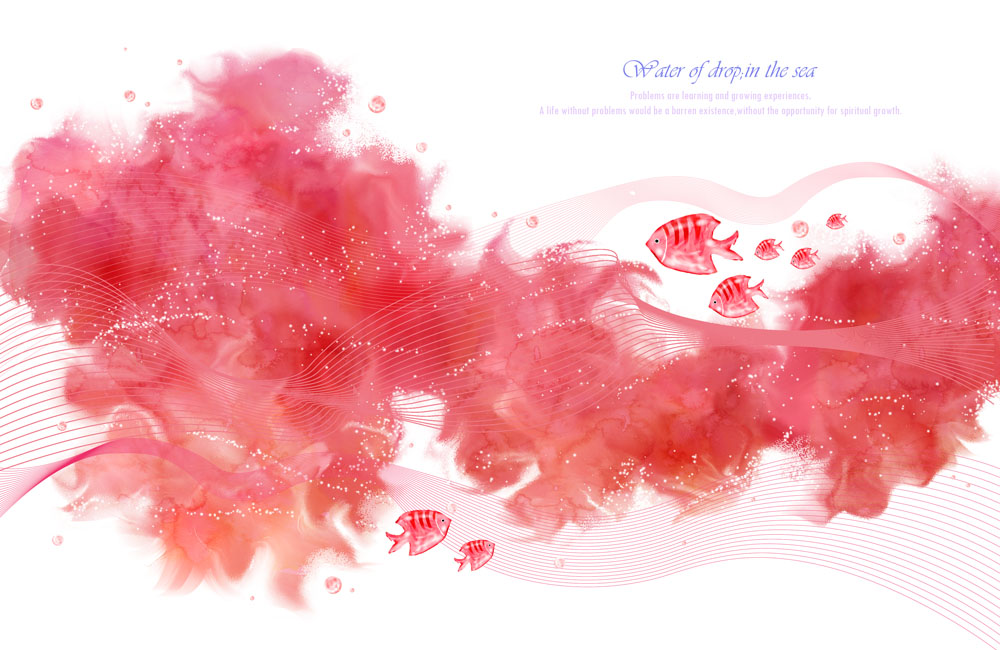 Water of drop;in the sea
Problems are learning and growing experiences.
A life without problems would be a barren existence,without the opportunity for spiritual growth.